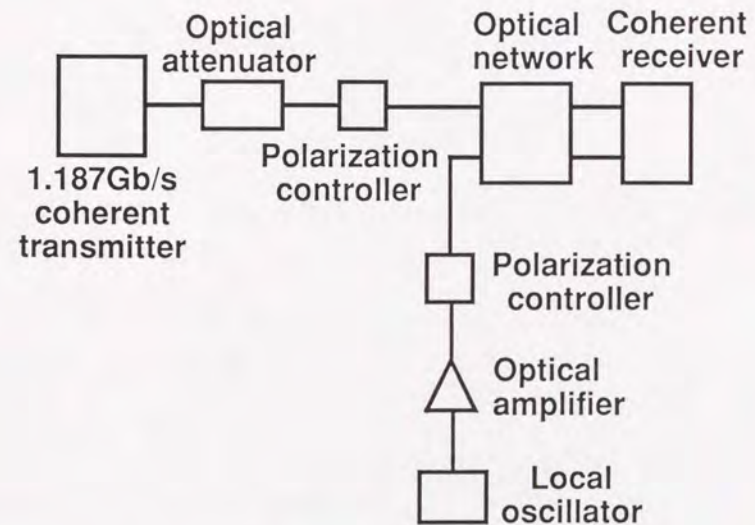 Optical
attenuator
Optical
network
Coherent
receiver
1.187Gb/s
coherent
transmitter
Polarization
controller
Polarization
controller
Optical
amplifier
Local
oscillator